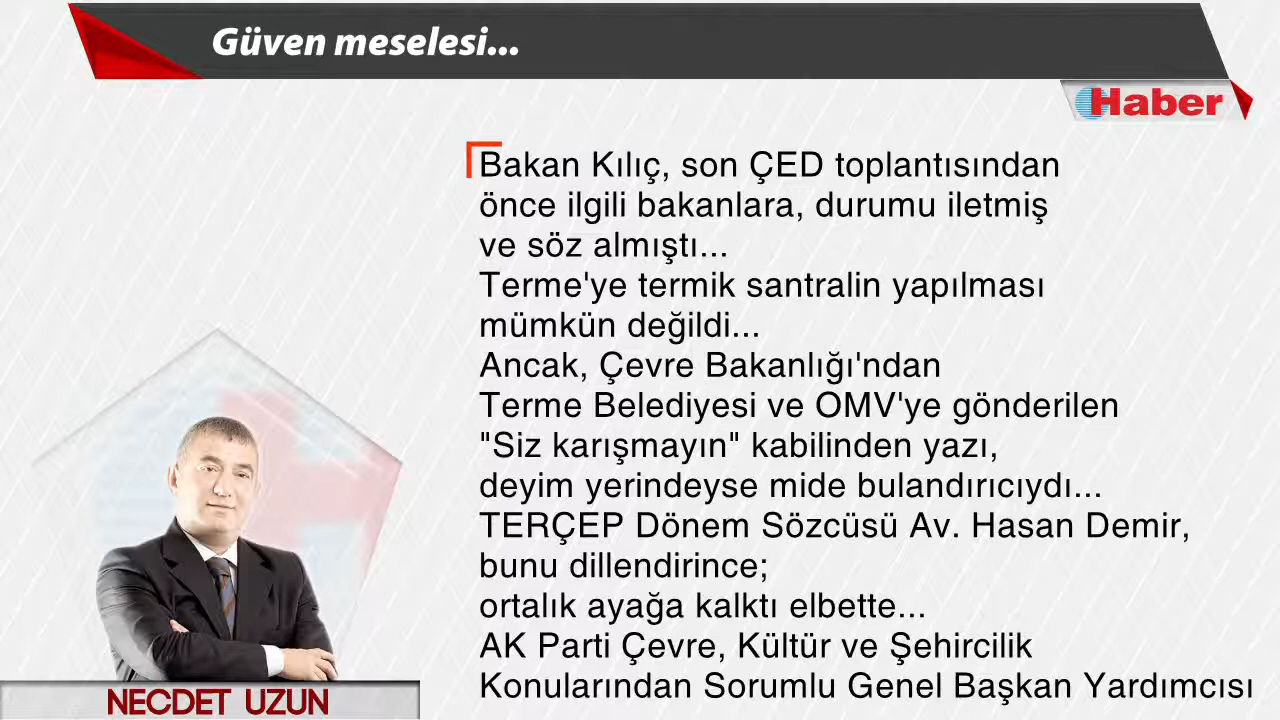 Güven meselesi...
Haber
Bakan Kılıç, son ÇED toplantısından
önce ilgili bakanlara, durumu iletmiş
ve söz almıştı...
Terme'ye termik santralin yapılması
mümkün değildi...
Ancak, Çevre Bakanlığı'ndan
Terme Belediyesi ve OMV'ye gönderilen
"Siz karışmayın" kabilinden yazı,
deyim yerindeyse mide bulandırıcıydı...
TERÇEP Dönem Sözcüsü Av. Hasan Demir,
bunu dillendirince;
ortalık ayağa kalktı elbette...
AK Parti Çevre, Kültür ve Şehircilik
Konularından Sorumlu Genel Başkan Yardımcısı
NECDET UZUN